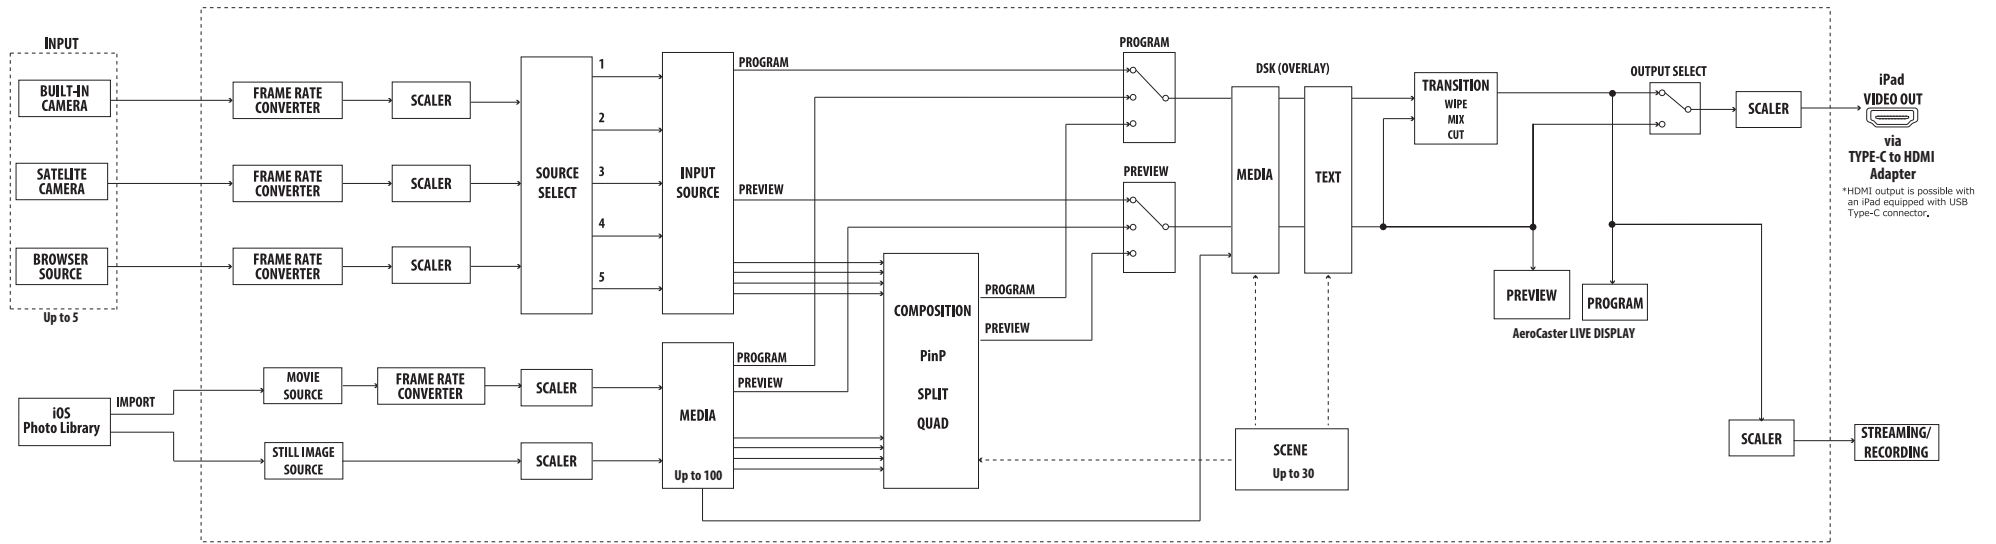 INPUT
BUILT-IN
CAMERA
SATELITE
CAMERA
BROWSER
SOURCE
Up to 5
FRAME RATE
CONVERTER
SCALER
FRAME RATE
CONVERTER
SCALER
FRAME RATE
CONVERTER
SCALER
SOURCE
SELECT
1
2
3
4
5
INPUT
SOURCE
PROGRAM
PREVIEW
iOS
Photo Library
IMPORT
MOVIE
SOURCE
FRAME RATE
CONVERTER
SCALER
STILL IMAGE
SOURCE
SCALER
MEDIA
Up to 100
PROGRAM
PREVIEW
COMPOSITION
PinP
SPLIT
QUAD
PROGRAM
PREVIEW
PROGRAM
PREVIEW
DSK (OVERLAY)
MEDIA
TEXT
SCENE
Up to 30
TRANSITION
WIPE
MIX
CUT
PREVIEW
PROGRAM
AeroCaster LIVE DISPLAY
OUTPUT SELECT
SCALER
iPad
VIDEO OUT
via
TYPE-C to HDMI
Adapter
*HDMI output is possible with
an iPad equipped with USB
Type-C connector.
SCALER
STREAMING/
RECORDING